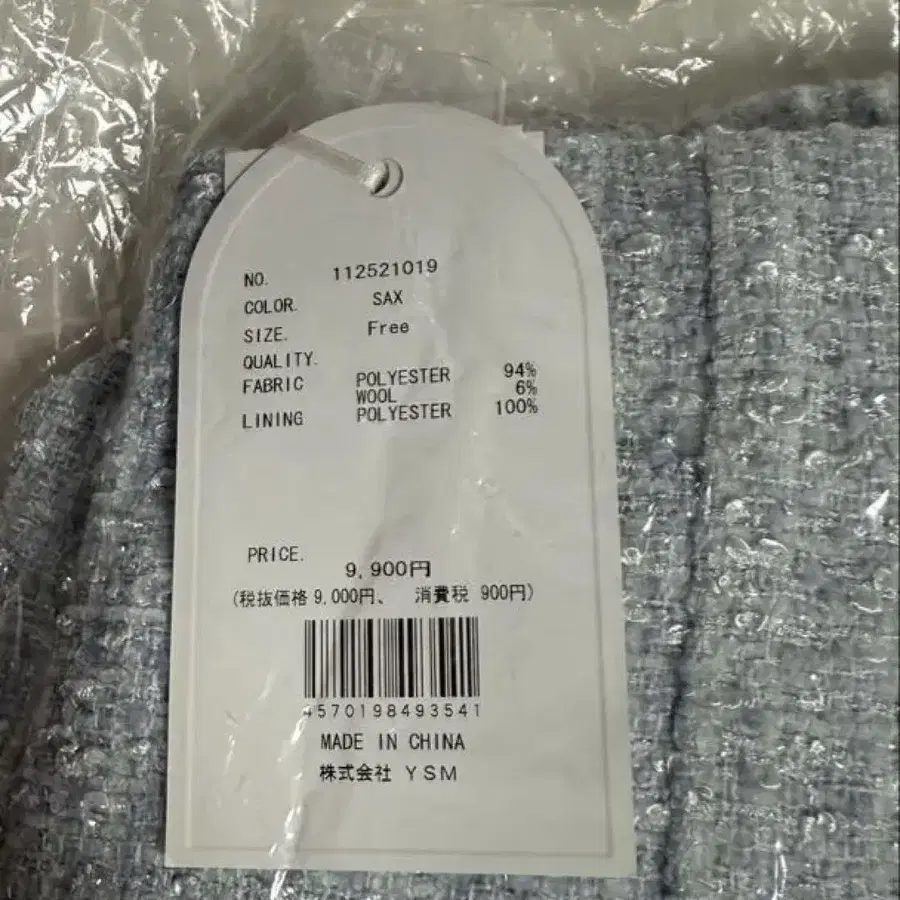 NO. 112521019
COLOR. SAX
SIZE. Free
QUALITY.
FABRIC POLYESTER 94%
WOOL 6%
LINING POLYESTER 100%
PRICE.
9,900円
(税抜価格 9,000円、 消費税 900円)
4570198493541
MADE IN CHINA
株式会社 YSM